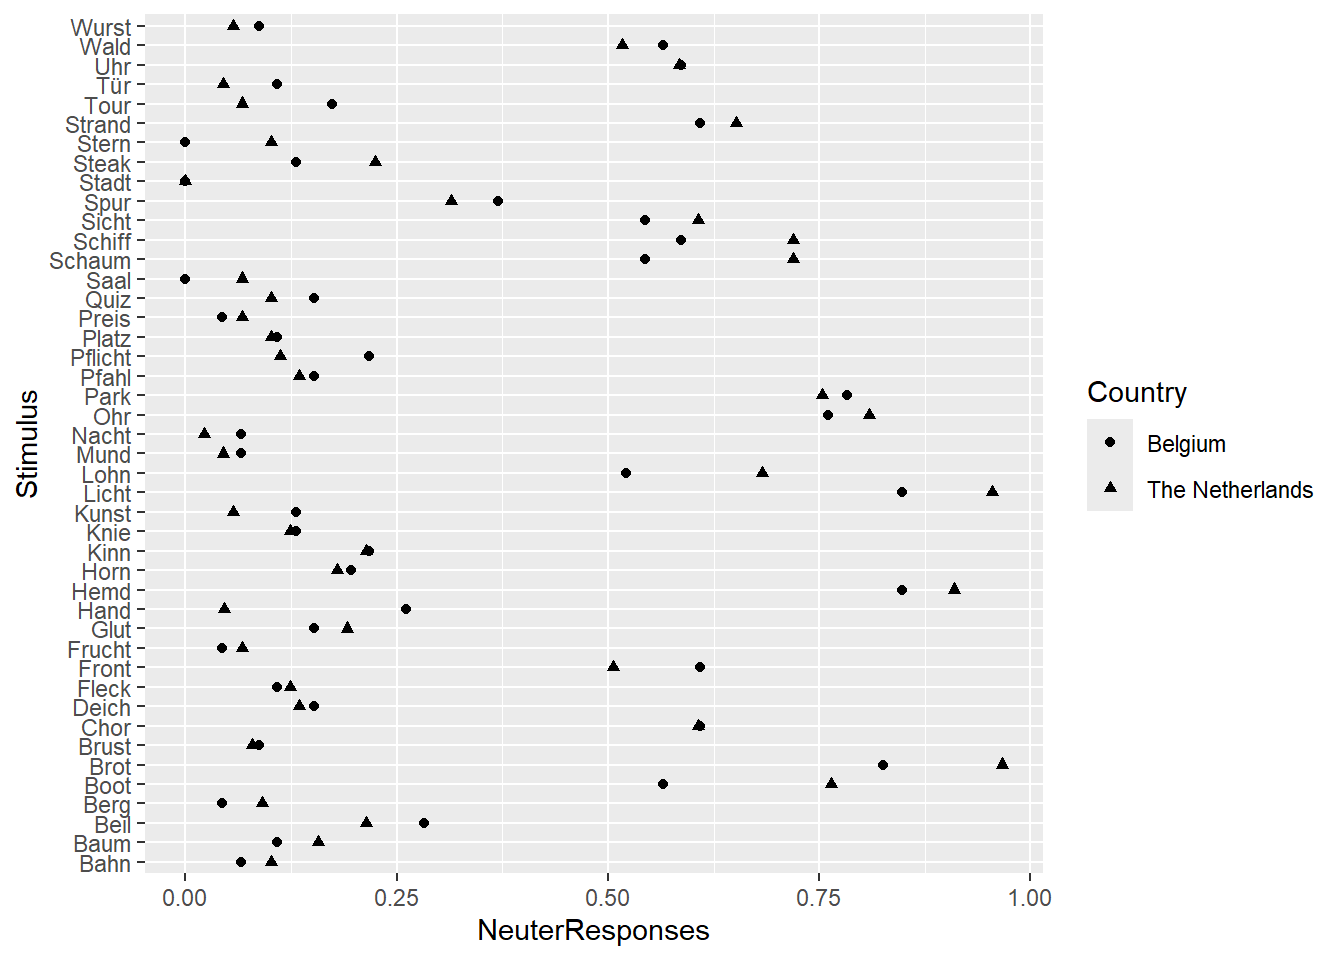 Wurst
Wald
Uhr
Tür
Tour
Strand
Stern
Steak
Stadt
Spur
Sicht
Schiff
Schaum
Saal
Quiz
Preis
Platz
Pflicht
Pfahl
Park
Ohr
Nacht
Mund
Lohn
Licht
Kunst
Knie
Kinn
Horn
Hemd
Hand
Glut
Frucht
Front
Fleck
Deich
Chor
Brust
Brot
Boot
Berg
Beil
Baum
Bahn
Stimulus
0.00 0.25 0.50 0.75 1.00
NeuterResponses
Country
Belgium
The Netherlands